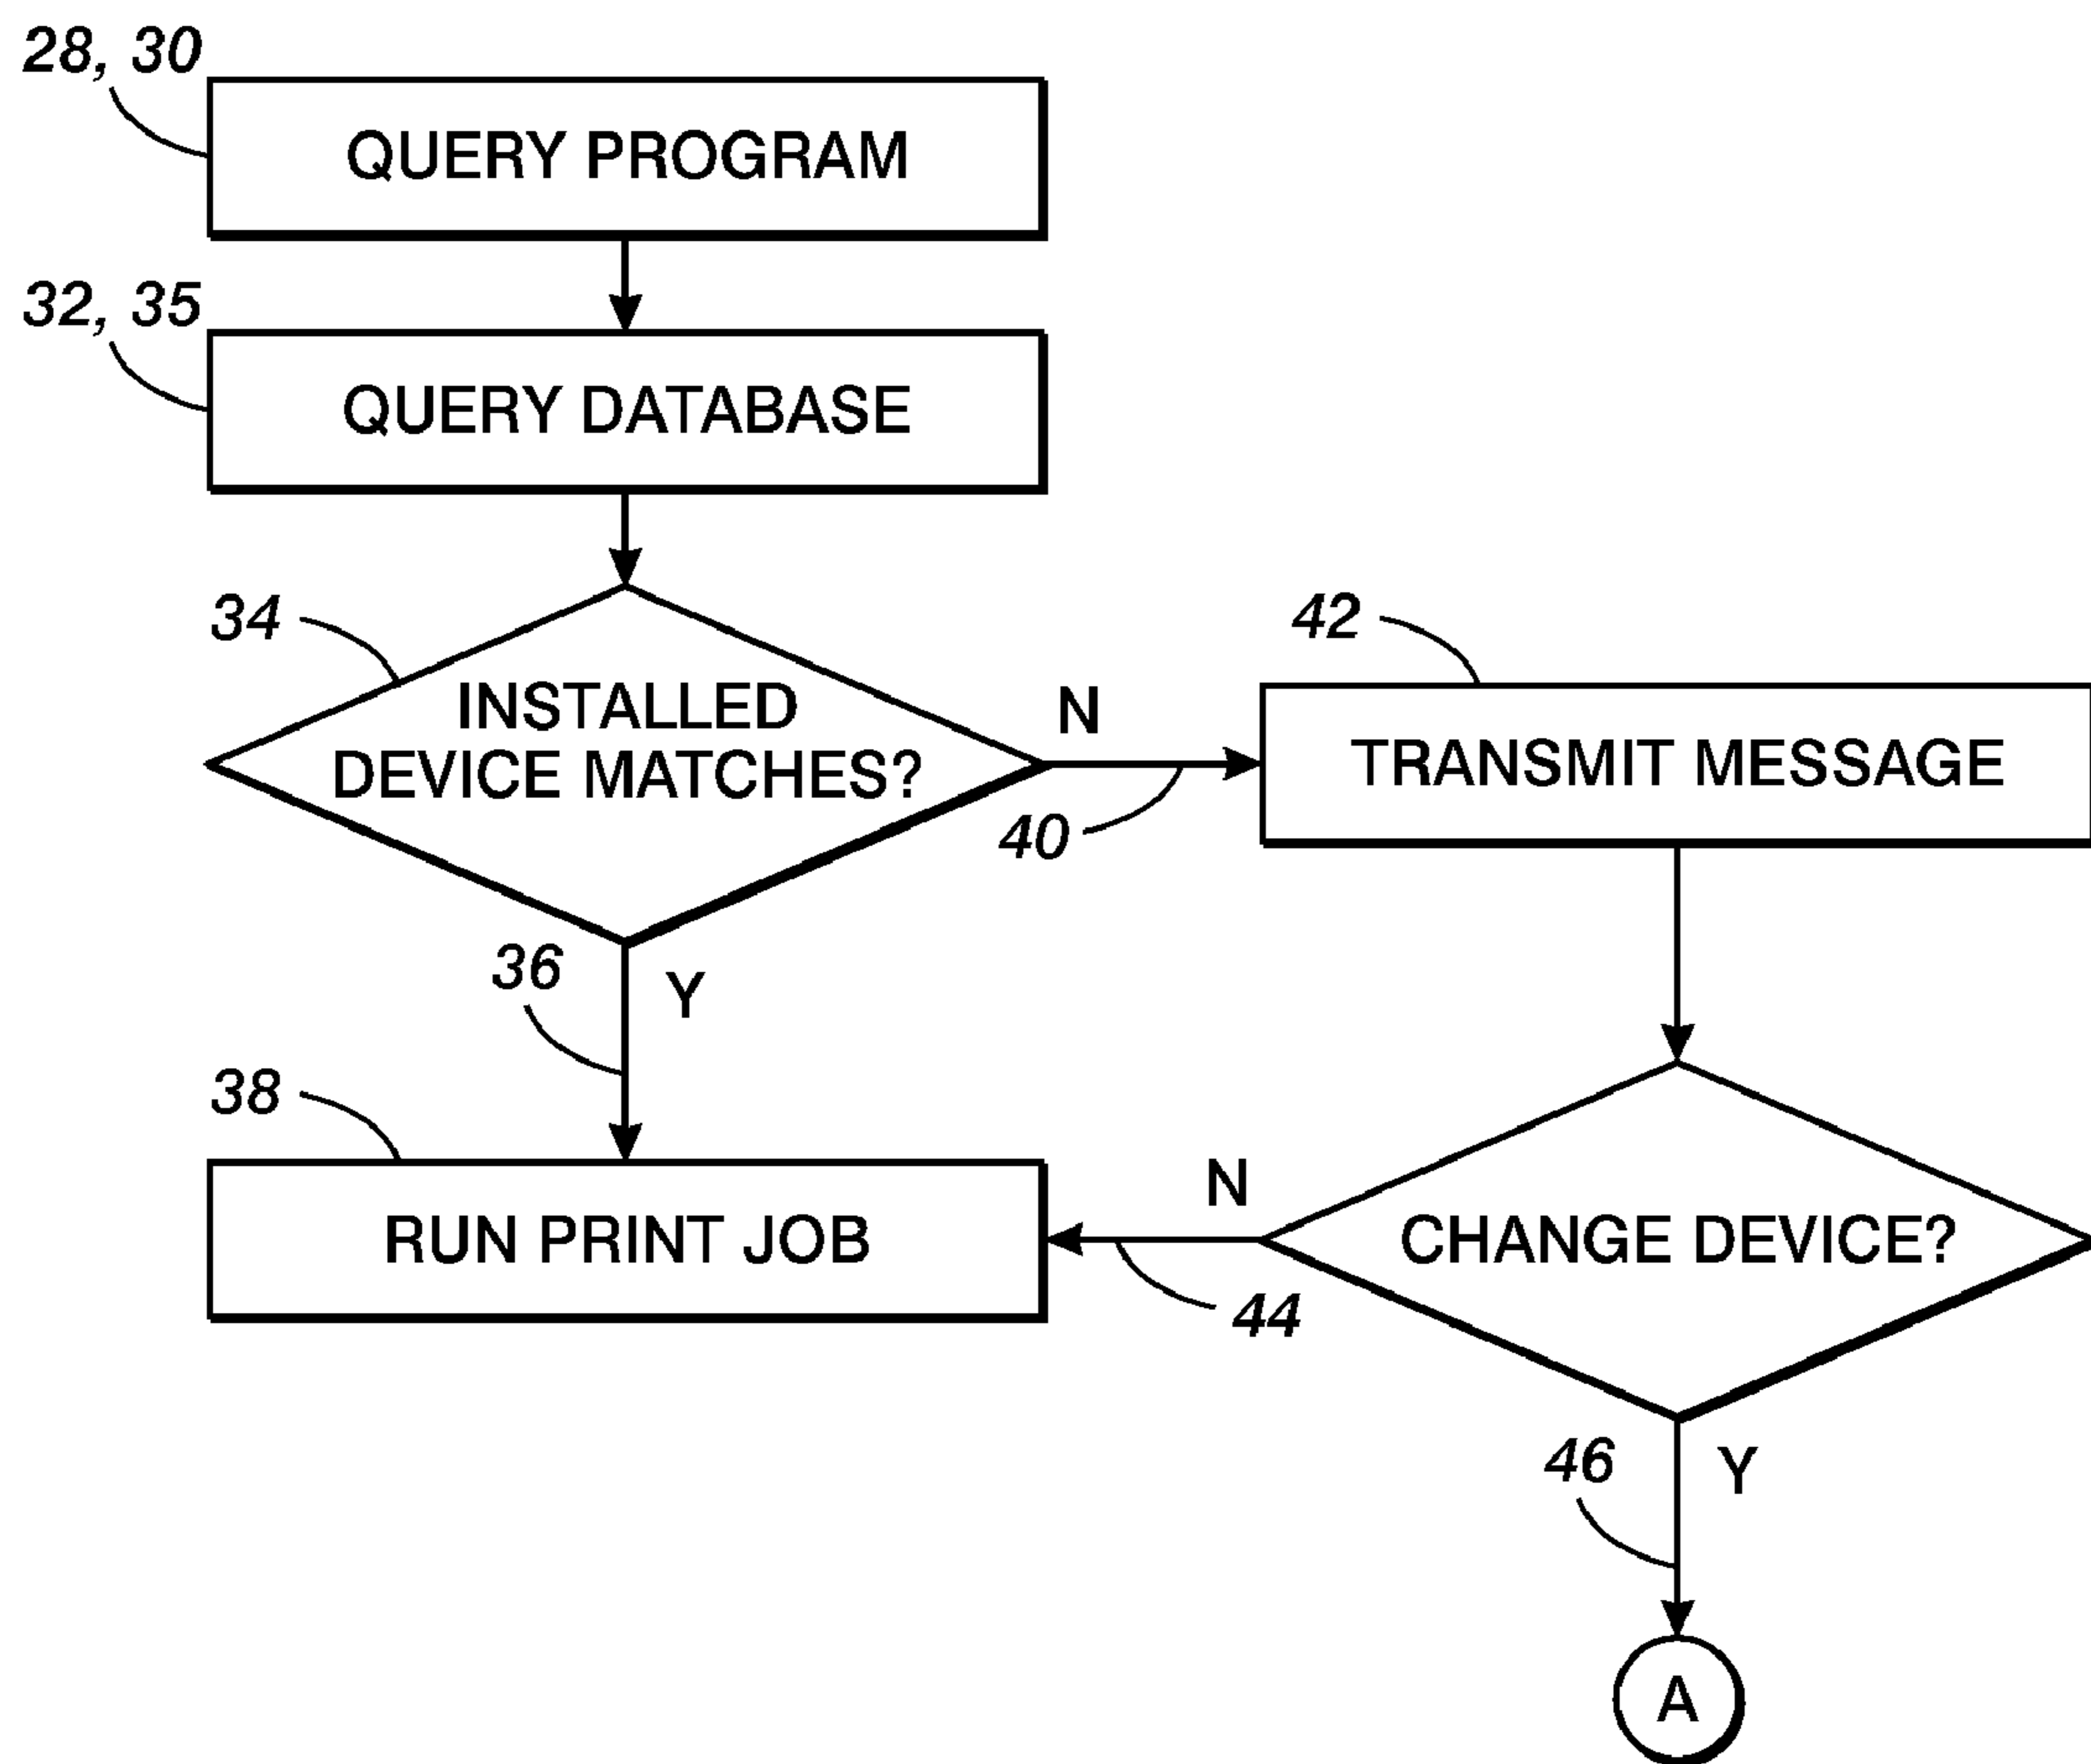 28, 30
QUERY PROGRAM
32, 35
QUERY DATABASE
34
INSTALLED
DEVICE MATCHES?
N
40
42
TRANSMIT MESSAGE
36
Y
38
RUN PRINT JOB
N
44
CHANGE DEVICE?
46
Y
A